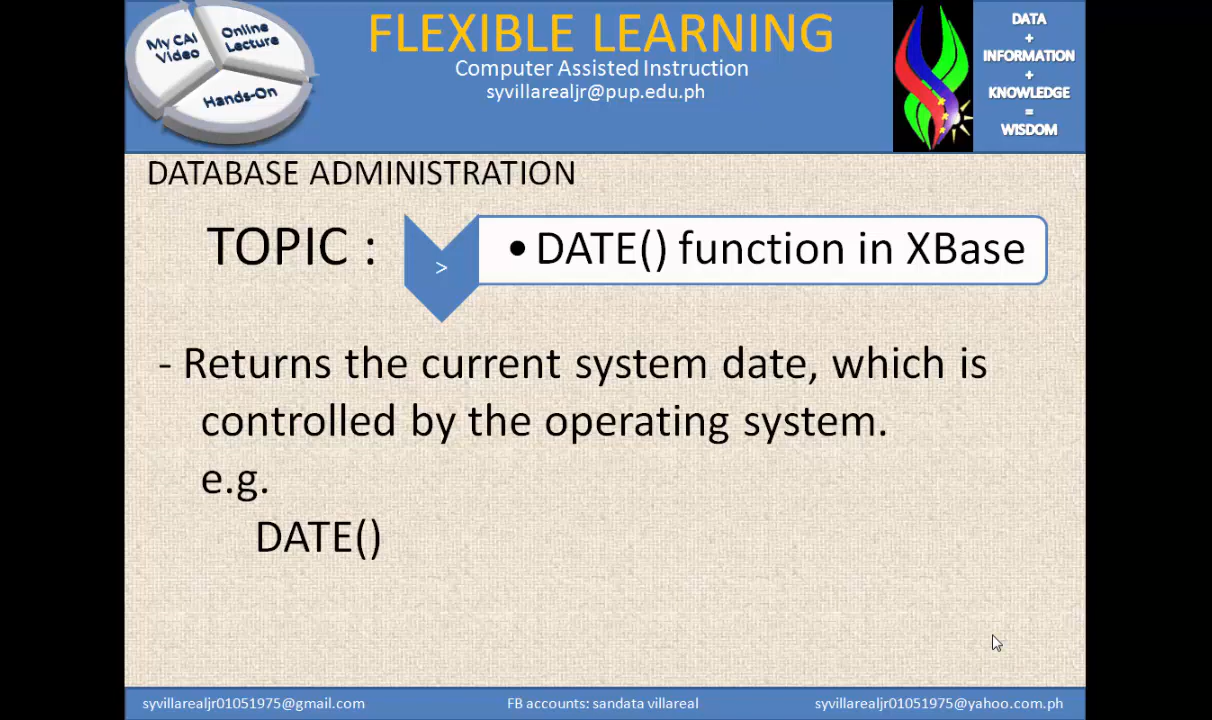 My CAI
Video
Online
Lecture
Hands-On
FLEXIBLE LEARNING
Computer Assisted Instruction
syvillarealjr@pup.edu.ph
DATA
+
INFORMATION
+
KNOWLEDGE
=
WISDOM
DATABASE ADMINISTRATION
TOPIC :
>
• DATE() function in XBase
- Returns the current system date, which is
controlled by the operating system.
e.g.
DATE()
syvillarealjr01051975@gmail.com
FB accounts: sandata villareal
syvillarealjr01051975@yahoo.com.ph